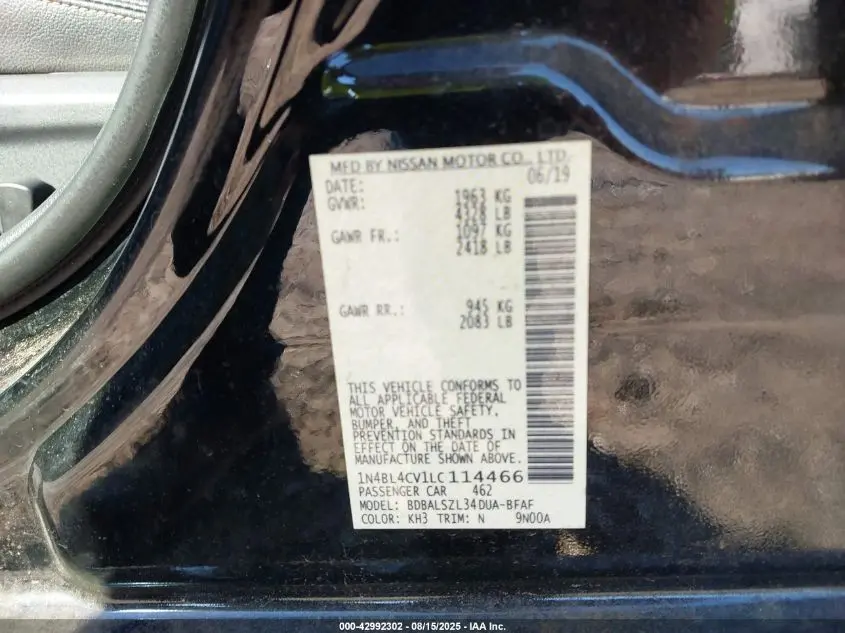 MFD BY NISSAN MOTOR CO., LTD.
DATE: 06/19
GVWR: 1963 KG
4328 LB
GAWR FR.: 1097 KG
2418 LB
GAWR RR.: 945 KG
2083 LB
THIS VEHICLE CONFORMS TO
ALL APPLICABLE FEDERAL
MOTOR VEHICLE SAFETY,
BUMPER, AND THEFT
PREVENTION STANDARDS IN
EFFECT ON THE DATE OF
MANUFACTURE SHOWN ABOVE.
1N4BL4CV1LC114466
PASSENGER CAR 462
MODEL: BDBALSZL34DUA-BFAF
COLOR: KH3 TRIM: N 9N00A
000-42992302 - 08/15/2025 - IAA Inc.